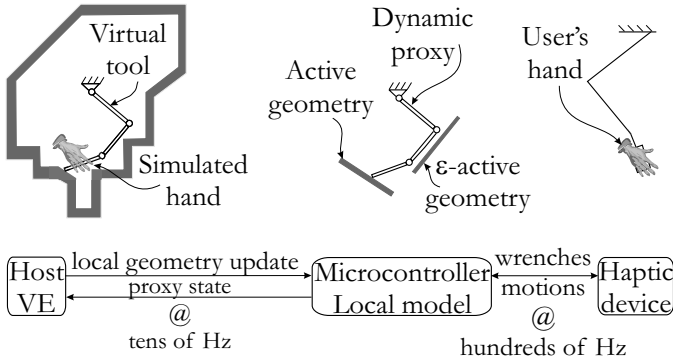 Virtual
tool
Simulated
hand
Active
geometry
Dynamic
proxy
ε-active
geometry
User's
hand
Host
VE
local geometry update
proxy state
@
tens of Hz
Microcontroller
Local model
wrenches
motions
@
hundreds of Hz
Haptic
device